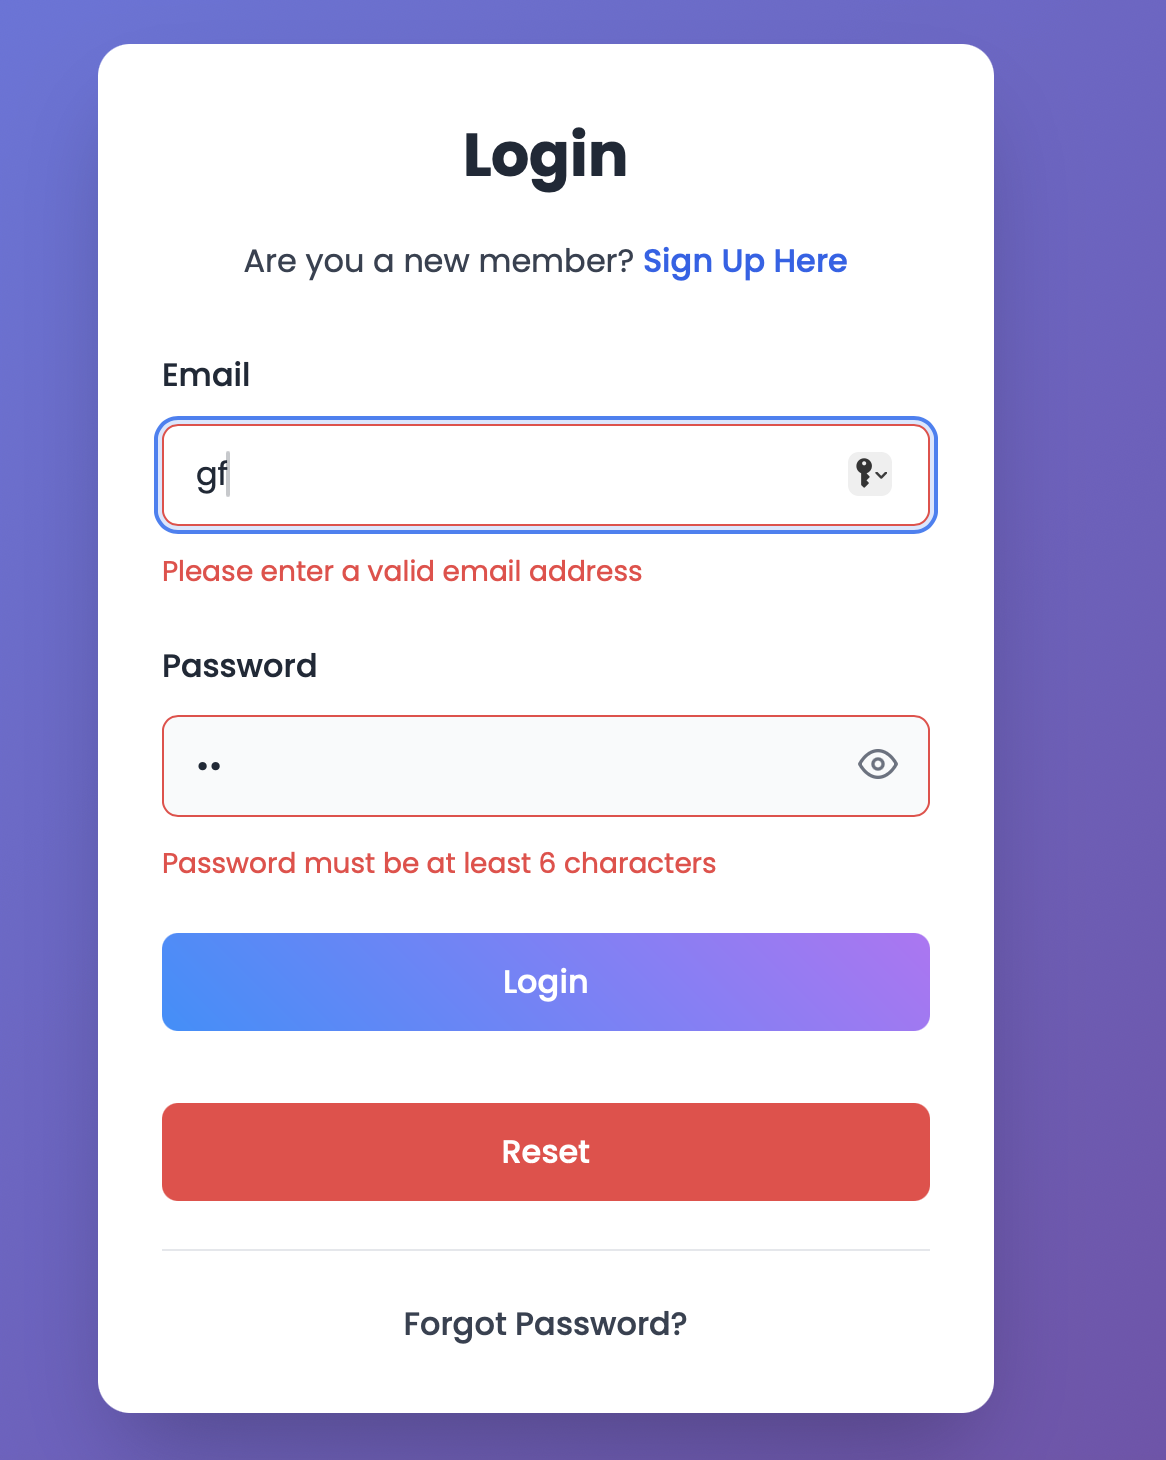 Login
Are you a new member? Sign Up Here
Email
gf
Please enter a valid email address
Password
••
Password must be at least 6 characters
Login
Reset
Forgot Password?